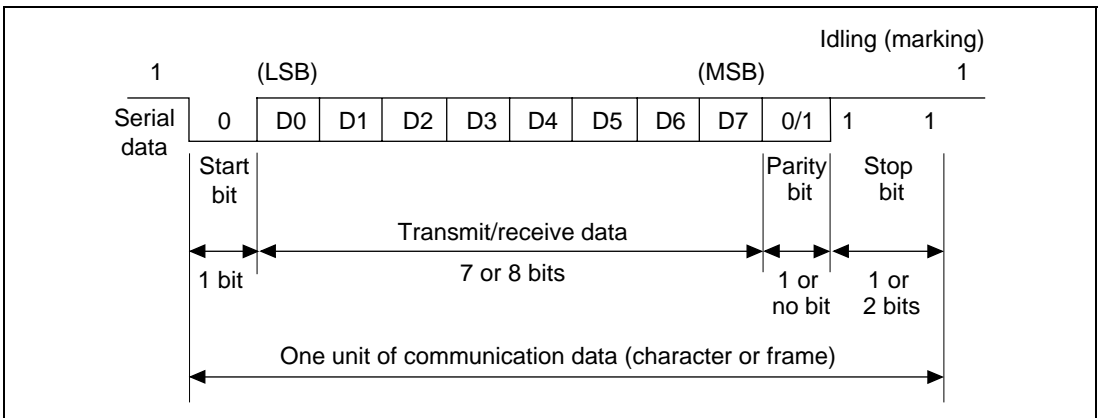 Idling (marking)
1 (LSB) (MSB) 1
Serial data
0 D0 D1 D2 D3 D4 D5 D6 D7 0/1 1 1
Start bit
Parity bit
Stop bit
Transmit/receive data
1 bit
7 or 8 bits
1 or no bit
1 or 2 bits
One unit of communication data (character or frame)